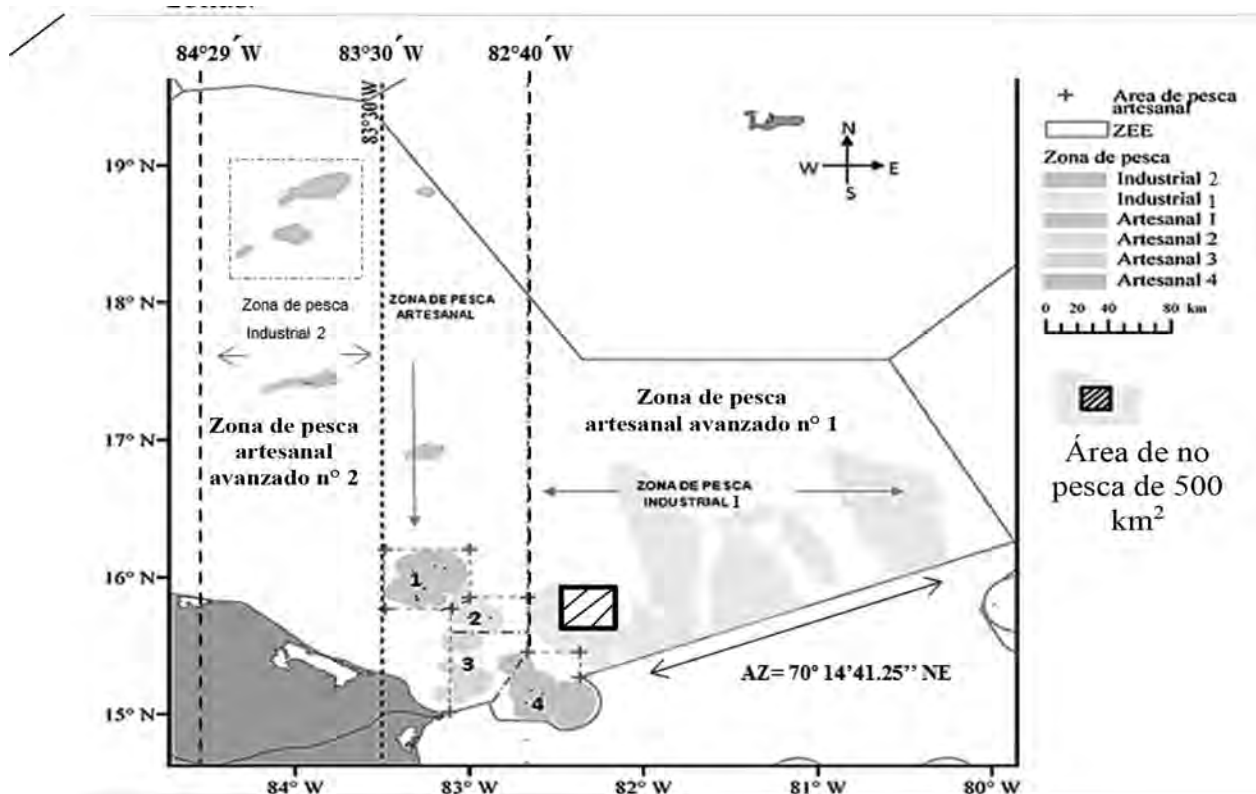 84°29´W
83°30´W
82°40´W
83°30´W
19° N
18° N
17° N
16° N
15° N
84° W
83° W
82° W
81° W
80° W
N
W
E
S
Zona de pesca
Industrial 2
ZONA DE PESCA
ARTESANAL
Zona de pesca
artesanal
avanzado n° 2
Zona de pesca
artesanal avanzado n° 1
ZONA DE PESCA
INDUSTRIAL I
1
2
3
4
AZ= 70° 14'41.25’’ NE
Area de pesca
artesanal
ZEE
Zona de pesca
Industrial 2
Industrial 1
Artesanal 1
Artesanal 2
Artesanal 3
Artesanal 4
0 20 40 80 km
Área de no
pesca de 500
km²